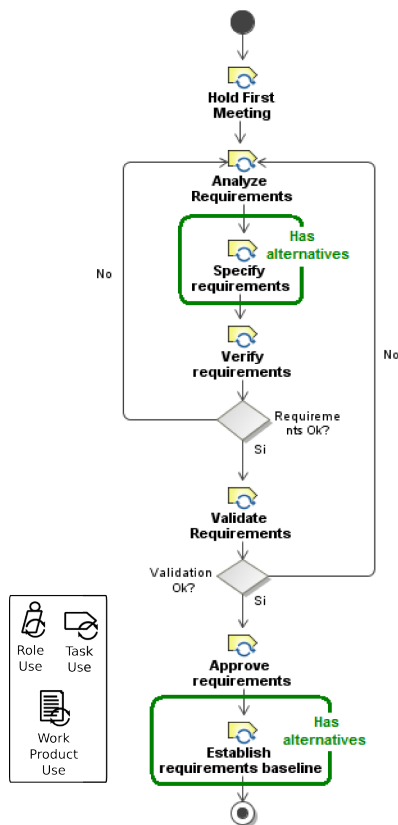 Hold First
Meeting
Analyze
Requirements
Has
alternatives
Specify
requirements
No
Verify
requirements
No
Requireme
nts Ok?
Si
Validate
Requirements
Validation
Ok?
Si
Approve
requirements
Role
Use
Task
Use
Work
Product
Use
Has
alternatives
Establish
requirements baseline